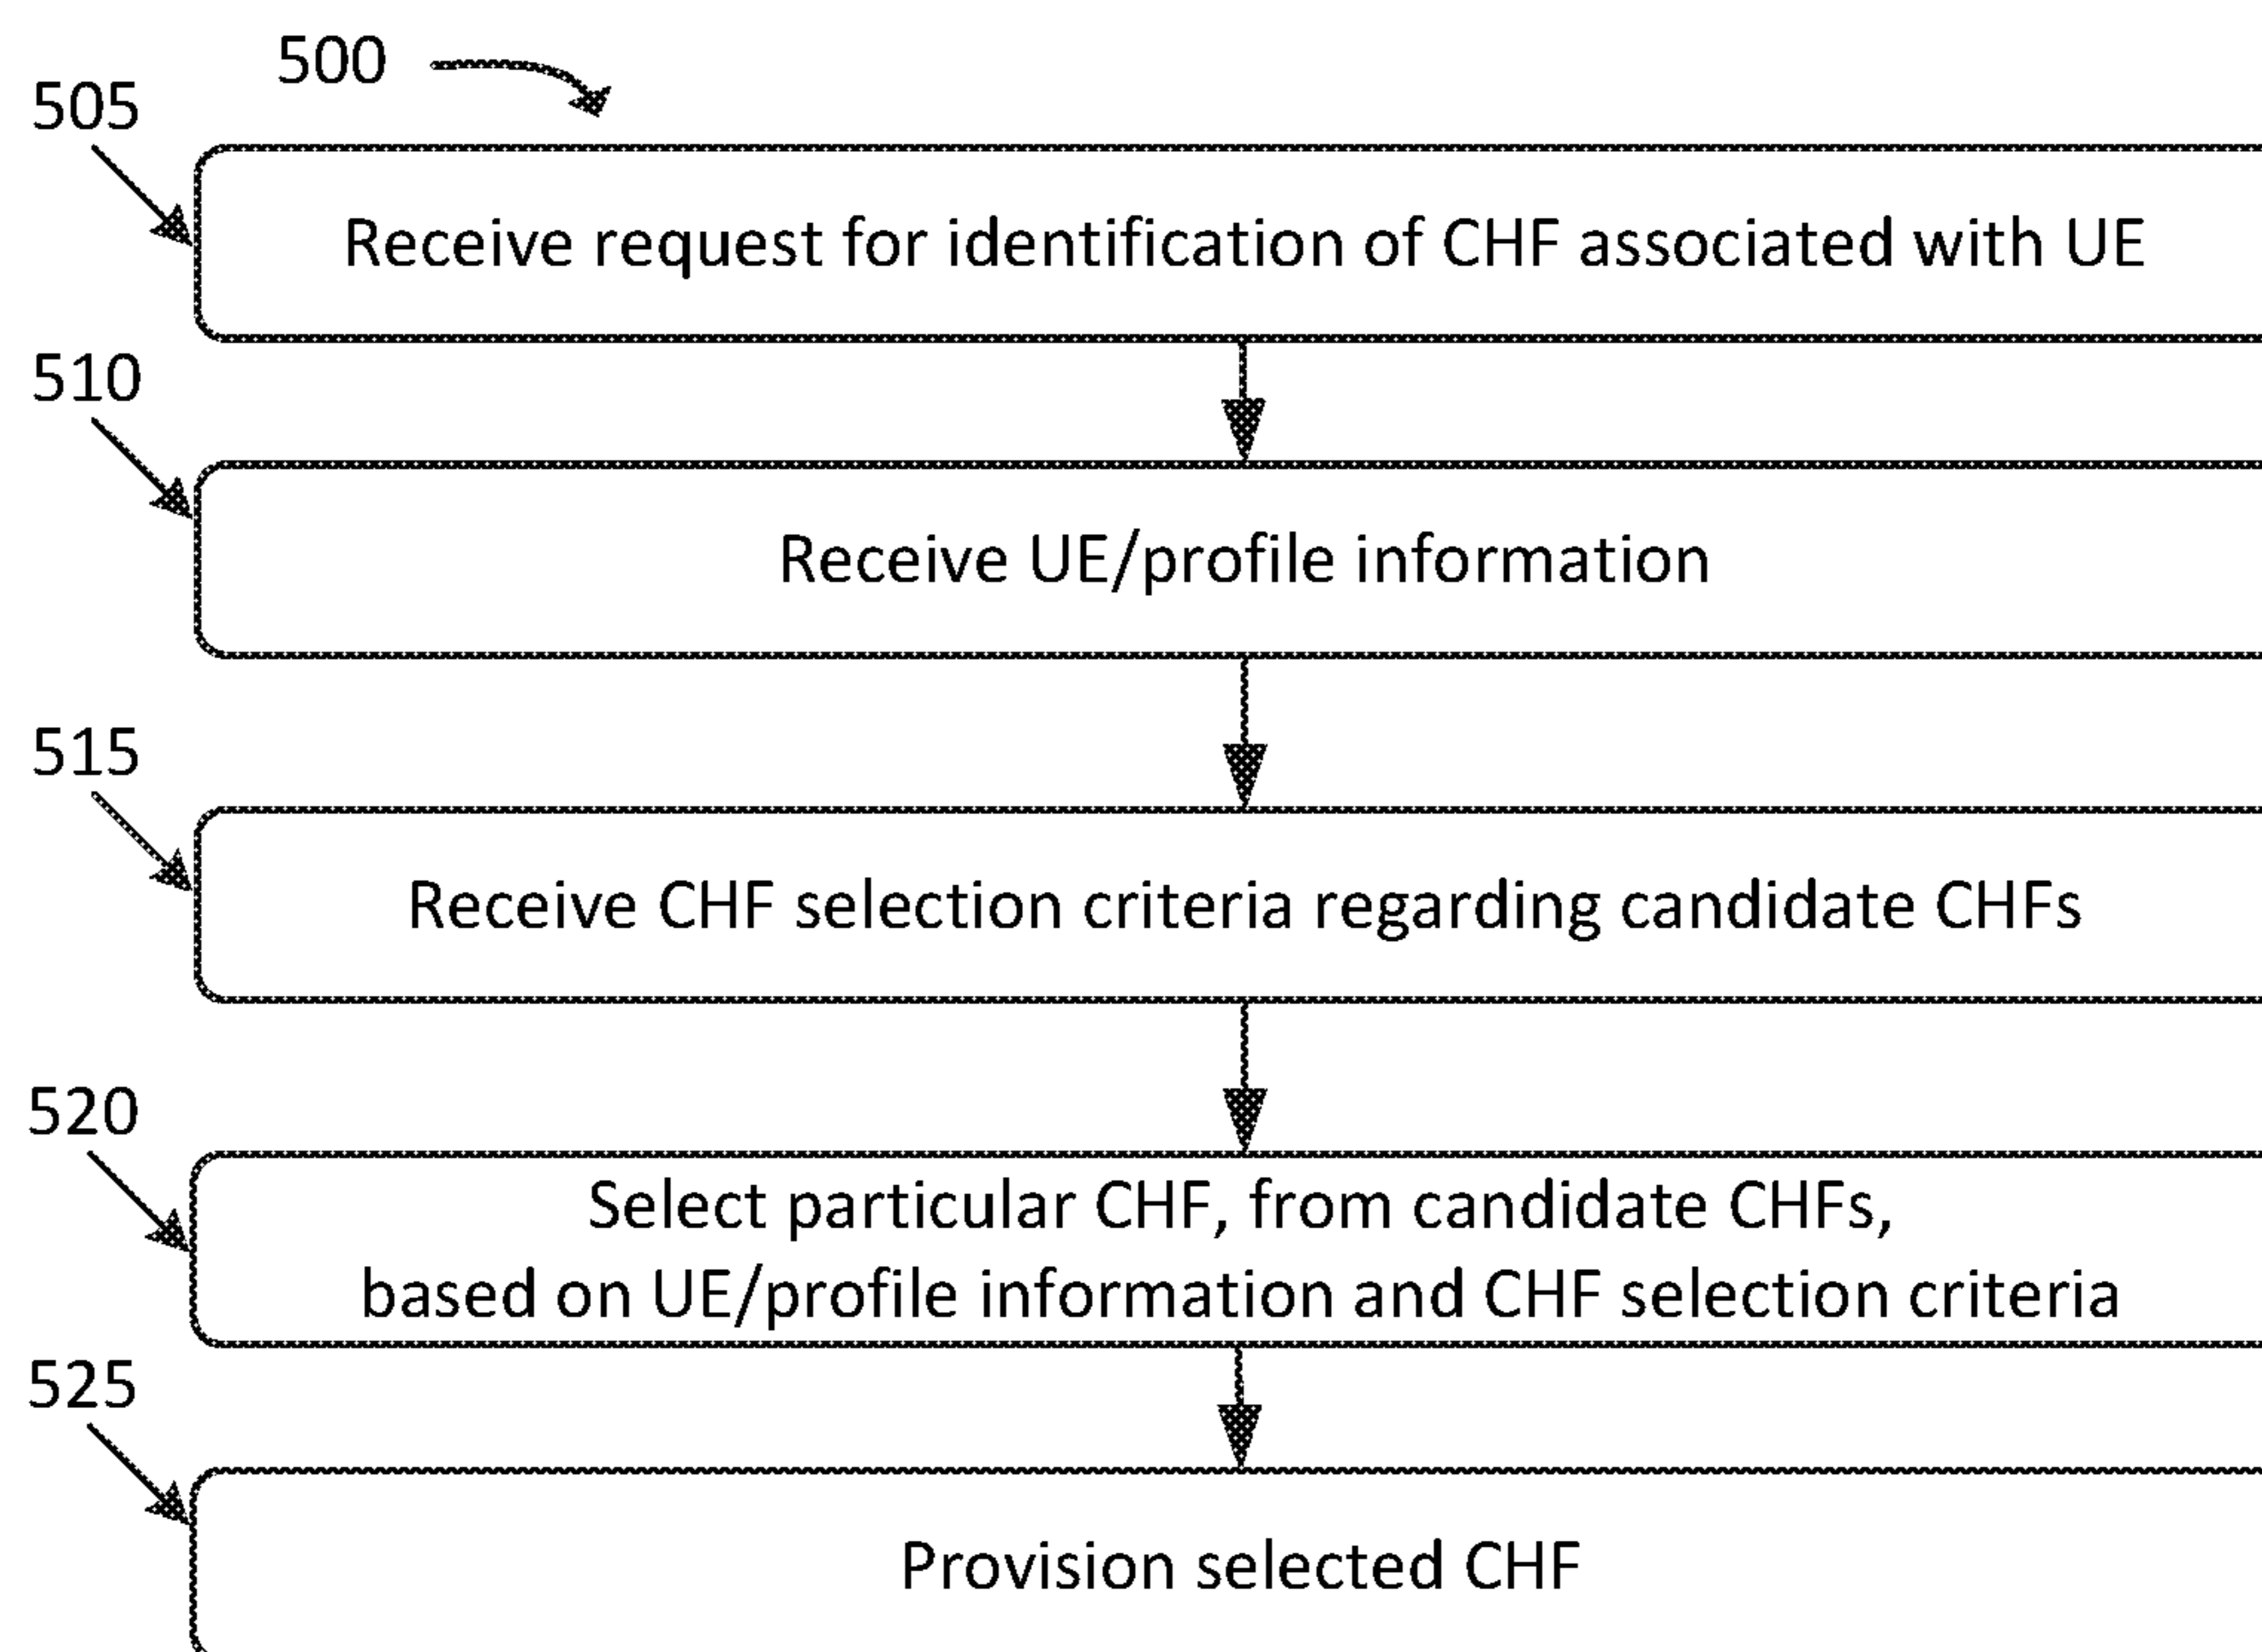 500
505
Receive request for identification of CHF associated with UE
510
Receive UE/profile information
515
Receive CHF selection criteria regarding candidate CHFs
520
Select particular CHF, from candidate CHFs,
based on UE/profile information and CHF selection criteria
525
Provision selected CHF